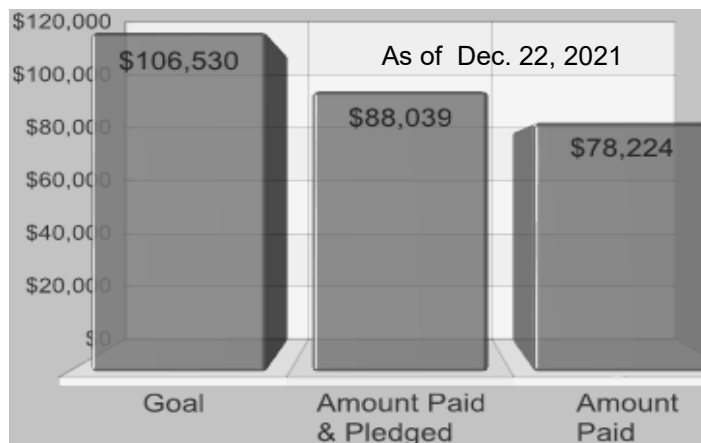 $120,000
$106,530
As of Dec. 22, 2021
$100,000
$88,039
$80,000
$78,224
$60,000
$40,000
$20,000
$0
Goal
Amount Paid
& Pledged
Amount
Paid